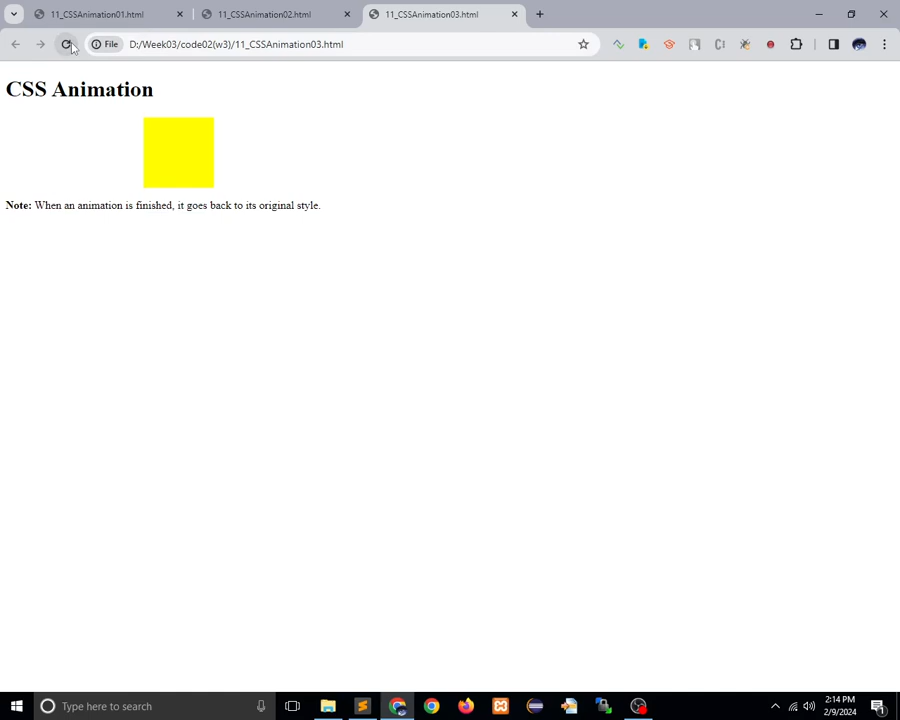 11_CSSAnimation01.html
11_CSSAnimation02.html
11_CSSAnimation03.html
File
D:/Week03/code02(w3)/11_CSSAnimation03.html
CSS Animation
Note: When an animation is finished, it goes back to its original style.
Type here to search
2:14 PM
2/9/2024